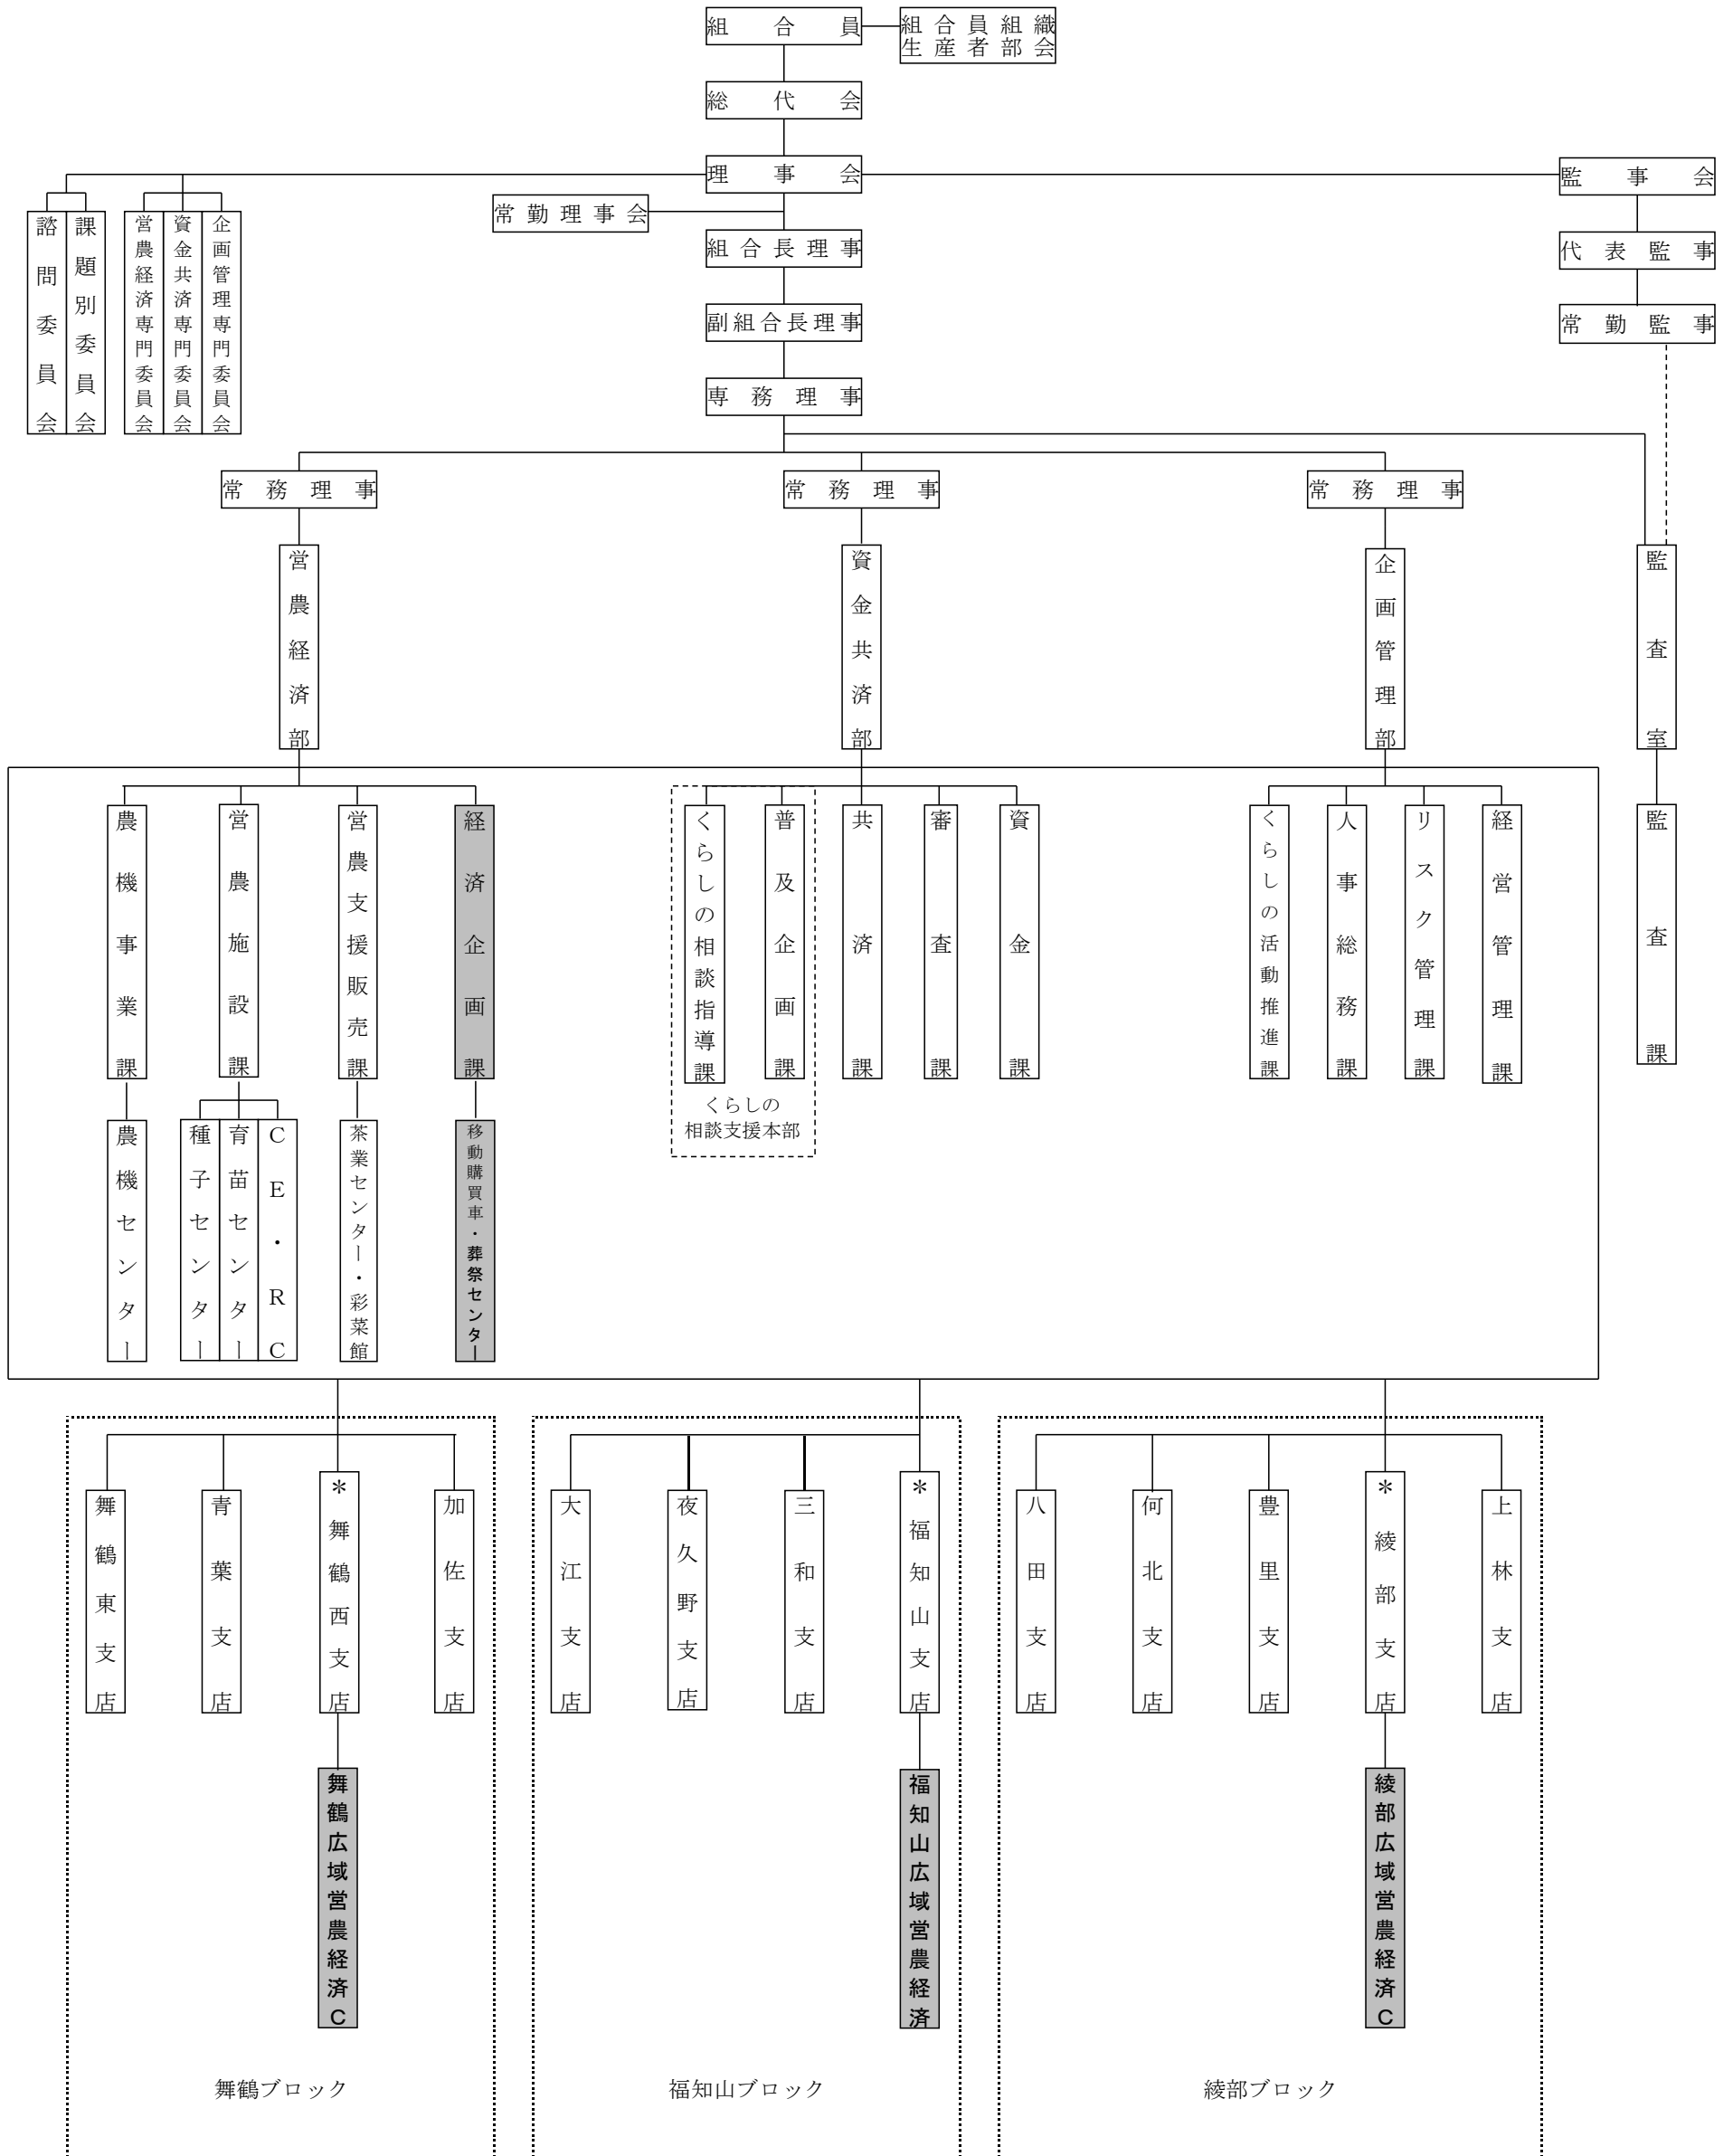 組合員
組合員組織
生産者部会
総代会
理事会
監事会
常勤理事会
組合長理事
代表監事
副組合長理事
常勤監事
専務理事
諮問委員会
課題別委員会
営農経済専門委員会
資金共済専門委員会
企画管理専門委員会
常務理事
常務理事
常務理事
営農経済部
資金共済部
企画管理部
監査室
農機事業課
営農施設課
営農支援販売課
経済企画課
くらしの相談指導課
普及企画課
共済課
審査課
資金課
くらしの活動推進課
人事総務課
リスク管理課
経営管理課
監査課
くらしの
相談支援本部
農機センター
種子センター
育苗センター
CE・RC
茶業センター・彩菜館
移動購買車・葬祭センター
舞鶴東支店
青葉支店
＊舞鶴西支店
加佐支店
大江支店
夜久野支店
三和支店
＊福知山支店
八田支店
何北支店
豊里支店
＊綾部支店
上林支店
舞鶴広域営農経済C
福知山広域営農経済
綾部広域営農経済C
舞鶴ブロック
福知山ブロック
綾部ブロック